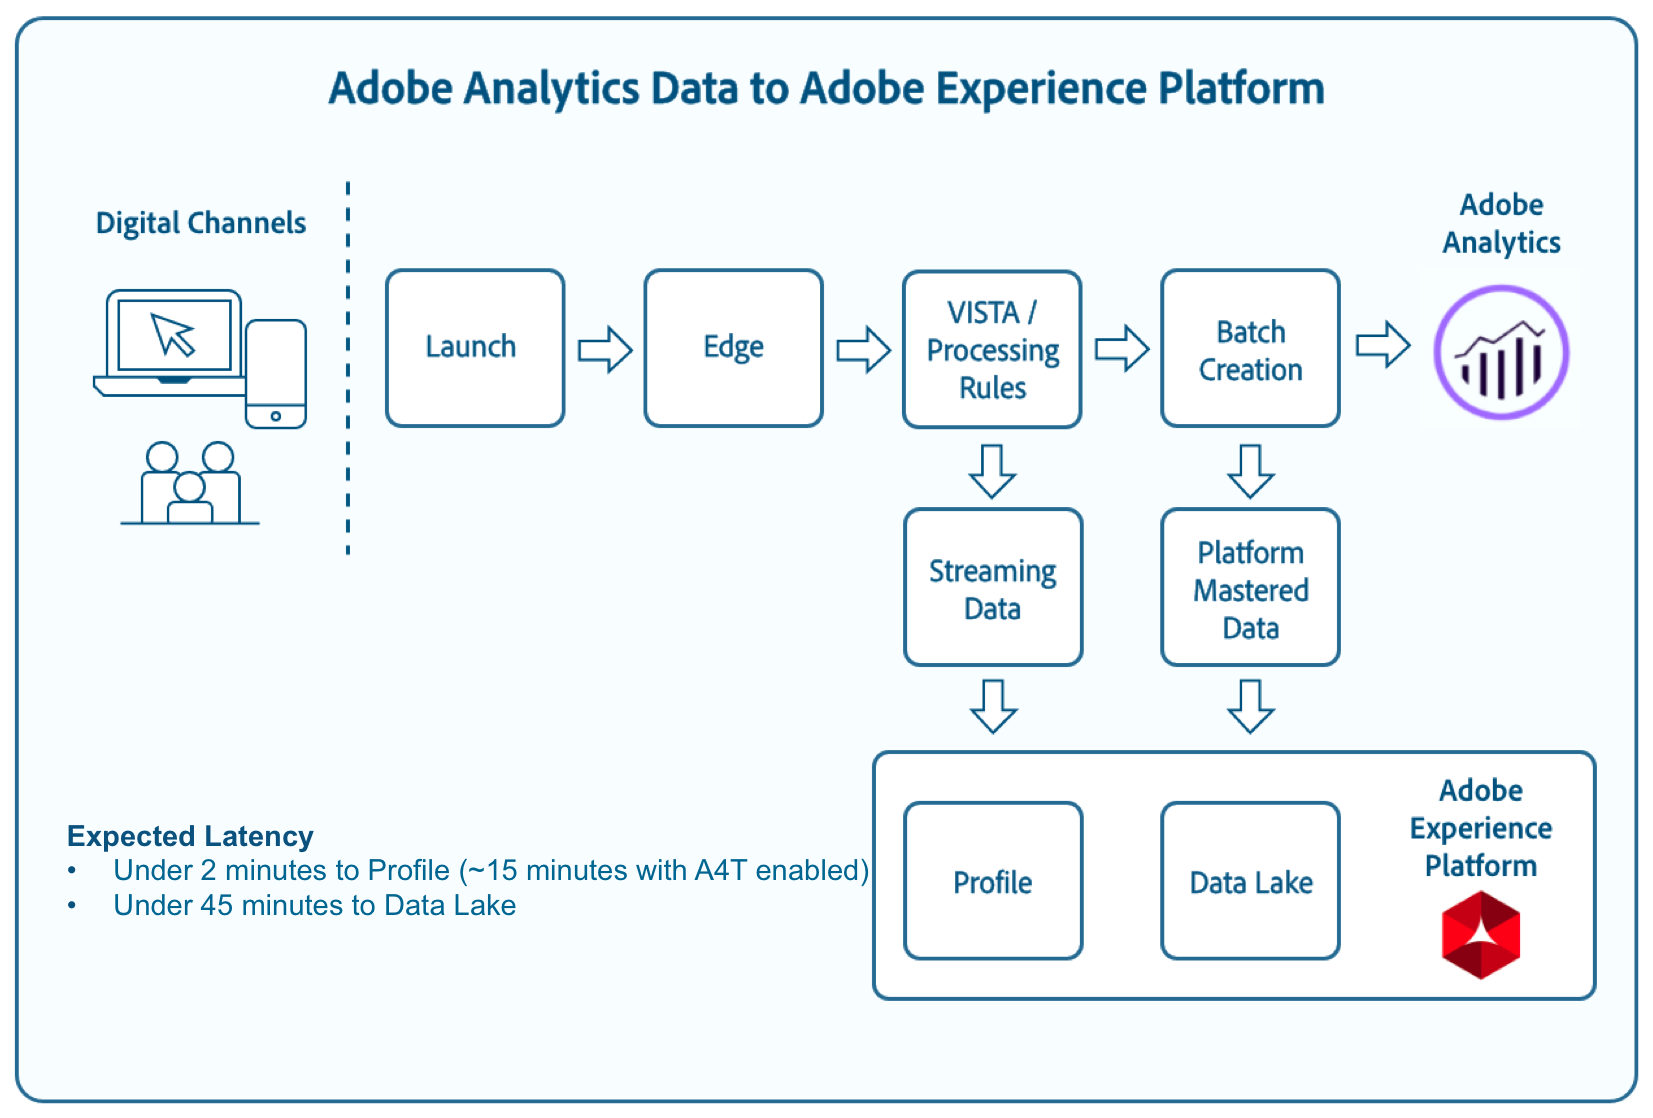 Adobe Analytics Data to Adobe Experience Platform
Digital Channels
Launch
Edge
VISTA /
Processing
Rules
Batch
Creation
Adobe
Analytics
Streaming
Data
Platform
Mastered
Data
Expected Latency
• Under 2 minutes to Profile (~15 minutes with A4T enabled)
• Under 45 minutes to Data Lake
Profile
Data Lake
Adobe
Experience
Platform